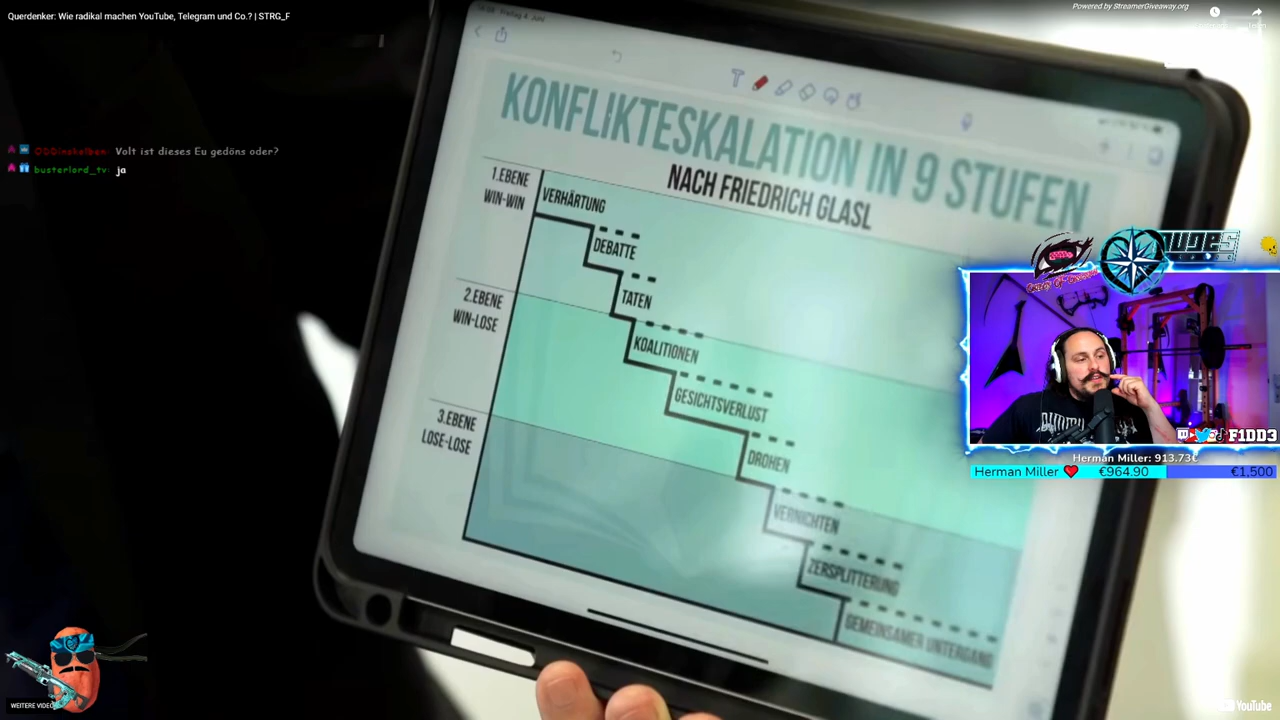 Querdenker: Wie radikal machen YouTube, Telegram und Co.? | STRG_F
Powered by StreamerGiveaway.org
Volt ist dieses Eu gedöns oder?
busterlord_tv: ja
KONFLIKTESKALATION IN 9 STUFEN
NACH FRIEDRICH GLASL
1.EBENE
WIN-WIN
VERHÄRTUNG
DEBATTE
TATEN
2.EBENE
WIN-LOSE
KOALITIONEN
GESICHTSVERLUST
DROHEN
3.EBENE
LOSE-LOSE
VERNICHTEN
ZERSPLITTERUNG
GEMEINSAMER UNTERGANG
F1DD3
Herman Miller: 913.73€
Herman Miller €964.90 €1,500
WEITERE VIDEO
YouTube